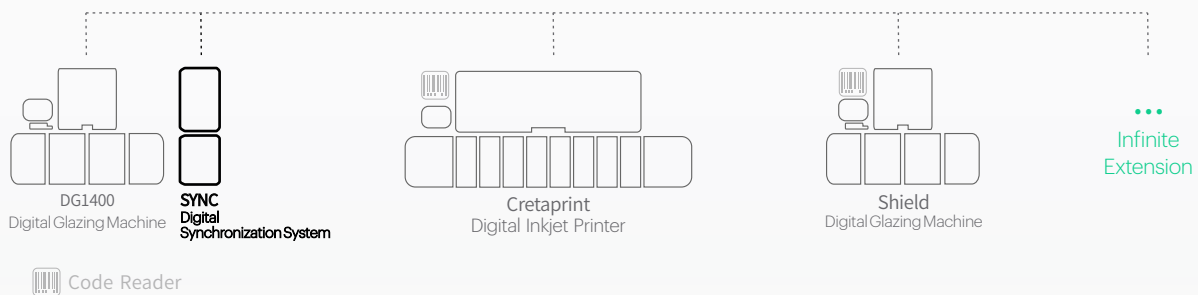 DG1400
Digital Glazing Machine
SYNC
Digital
Synchronization System
Cretaprint
Digital Inkjet Printer
Shield
Digital Glazing Machine
...
Infinite
Extension
Code Reader